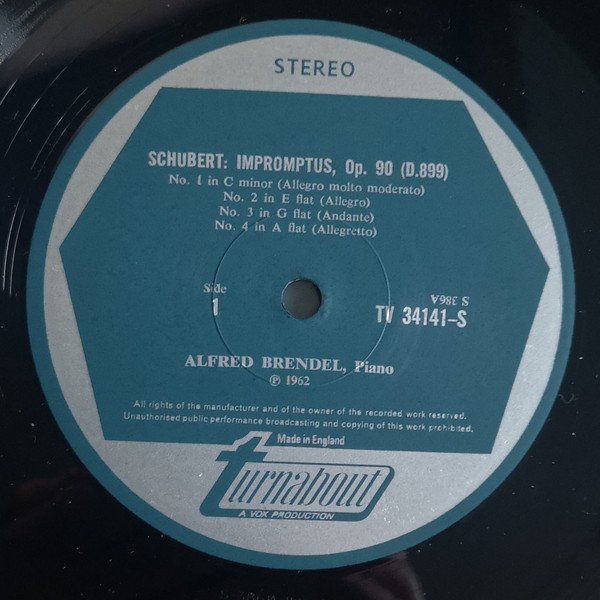 STEREO
SCHUBERT: IMPROMPTUS, Op. 90 (D.899)
No. 1 in C minor (Allegro molto moderato)
No. 2 in E flat (Allegro)
No. 3 in G flat (Andante)
No. 4 in A flat (Allegretto)
Side
1
S 386A
TV 34141-S
ALFRED BRENDEL, Piano
℗ 1962
All rights of the manufacturer and of the owner of the recorded work reserved.
Unauthorised public performance broadcasting and copying of this work prohibited.
Made in England
turnabout
A VOX PRODUCTION